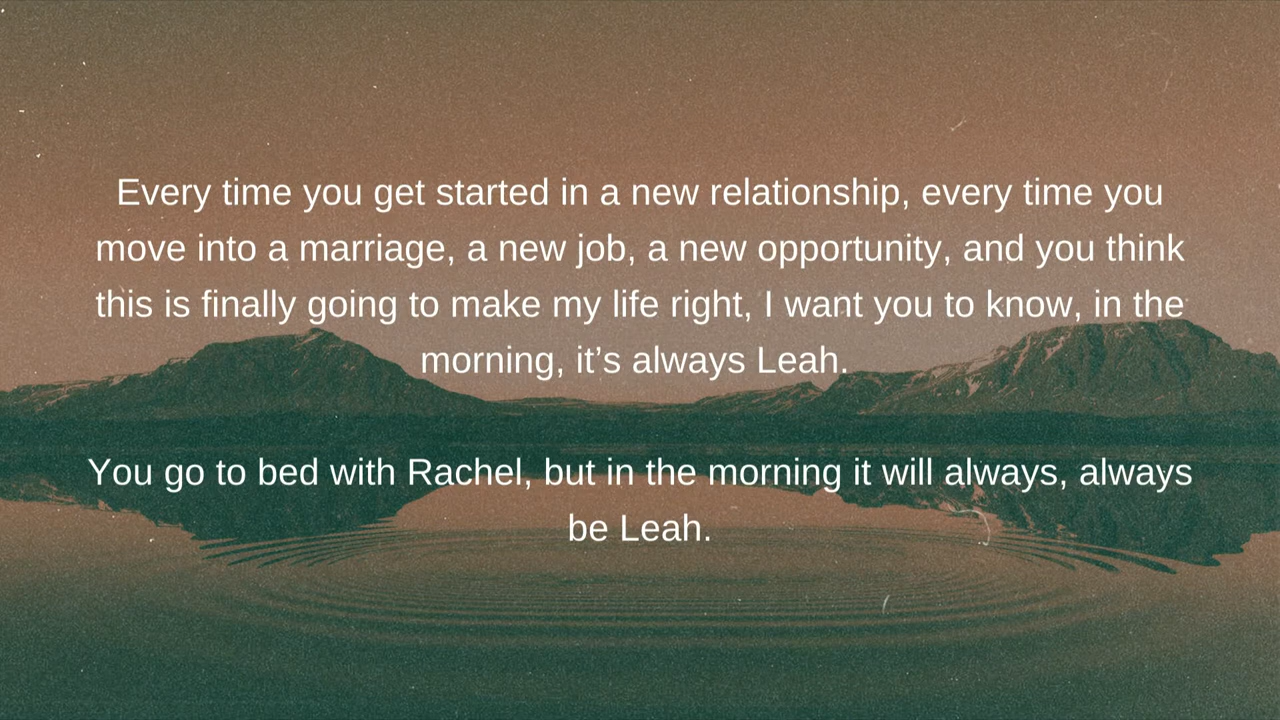 Every time you get started in a new relationship, every time you
move into a marriage, a new job, a new opportunity, and you think
this is finally going to make my life right, I want you to know, in the
morning, it’s always Leah.
You go to bed with Rachel, but in the morning it will always, always
be Leah.